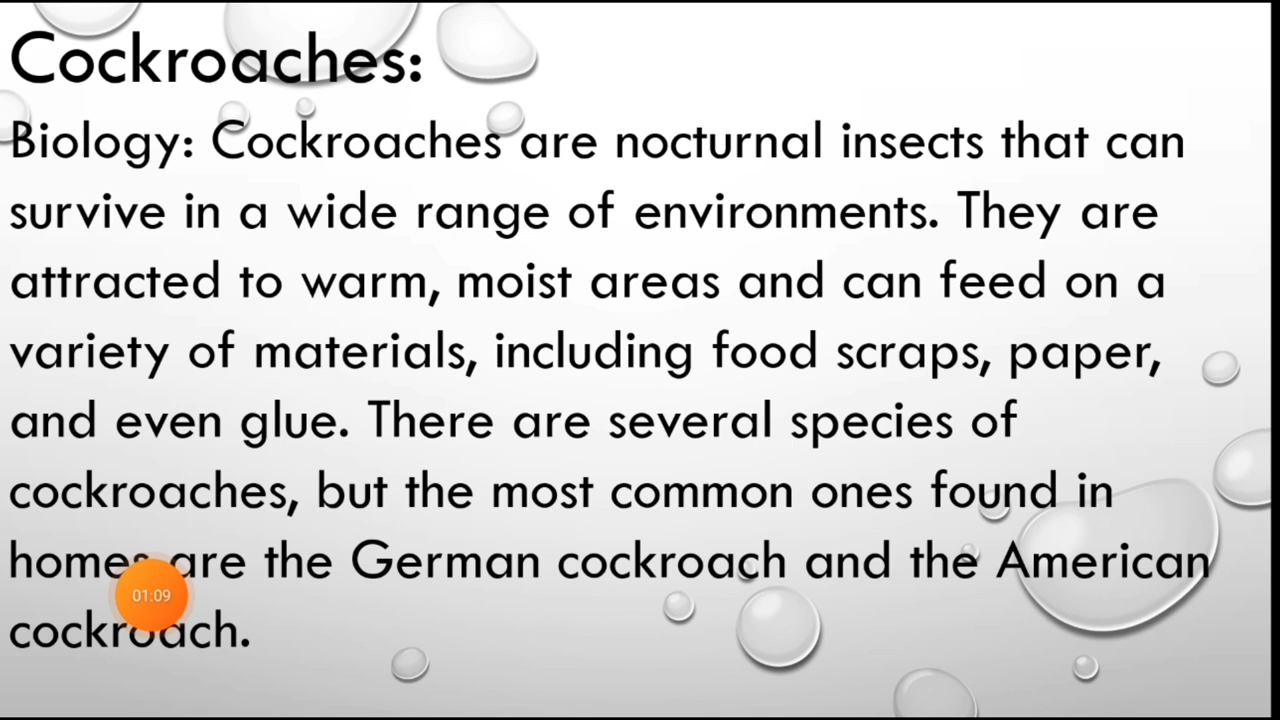 Cockroaches:
Biology: Cockroaches are nocturnal insects that can
survive in a wide range of environments. They are
attracted to warm, moist areas and can feed on a
variety of materials, including food scraps, paper,
and even glue. There are several species of
cockroaches, but the most common ones found in
homes are the German cockroach and the American
01:09
cockroach.